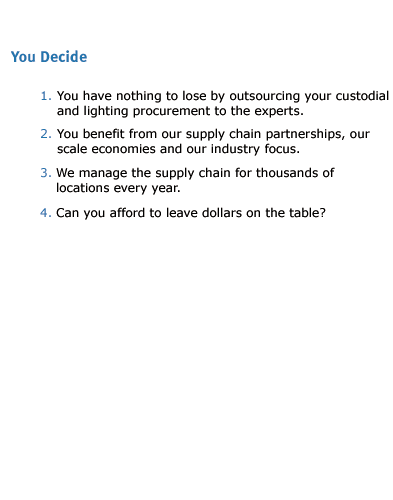 You Decide
1. You have nothing to lose by outsourcing your custodial
and lighting procurement to the experts.
2. You benefit from our supply chain partnerships, our
scale economies and our industry focus.
3. We manage the supply chain for thousands of
locations every year.
4. Can you afford to leave dollars on the table?